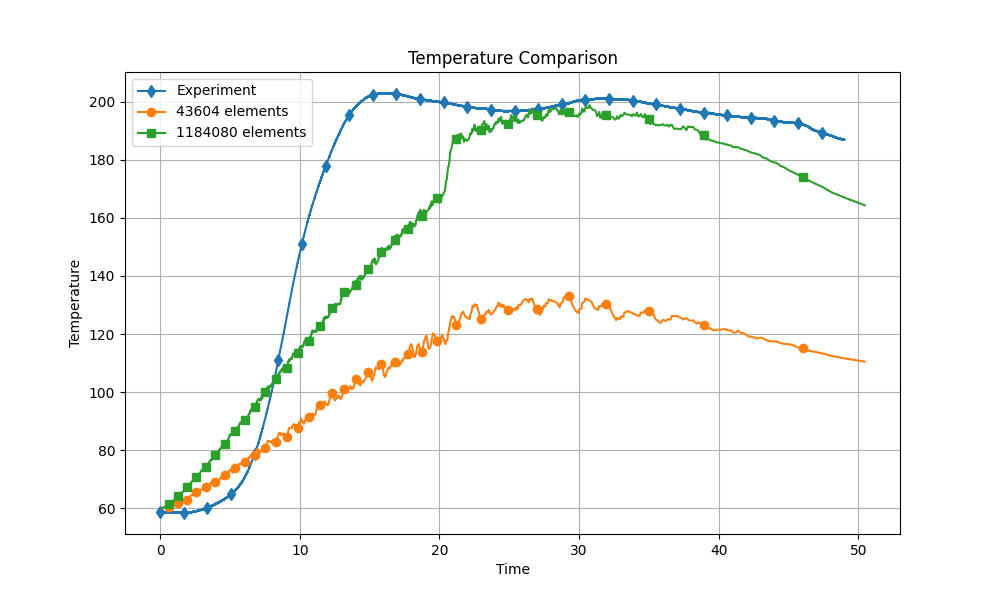 Temperature Comparison
Experiment
43604 elements
1184080 elements
Temperature
200
180
160
140
120
100
80
60
0 10 20 30 40 50
Time